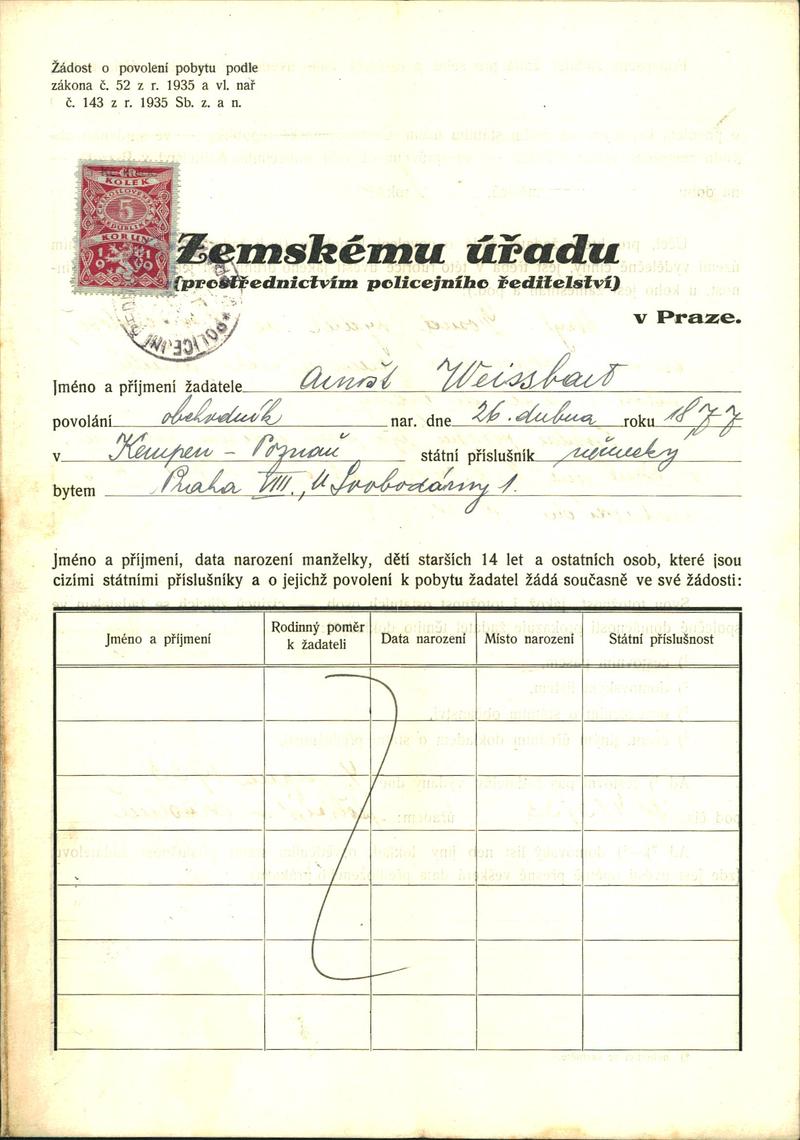 Žádost o povolení pobytu podle
zákona č. 52 z r. 1935 a vl. nař
č. 143 z r. 1935 Sb. z. a n.
KOLEK
5
KORUN
1919
POLICEJNÍ
Zemskému úřadu
(prostřednictvím policejního ředitelství)
v Praze.
Jméno a příjmení žadatele Arnošt Weissbart
povolání obchodník nar. dne 26. dubna roku 1877
v Kempen - Poznaň státní příslušník německý
bytem Praha VIII., U Svobodárny 1.
Jméno a příjmení, data narození manželky, dětí starších 14 let a ostatních osob, které jsou
cizími státními příslušníky a o jejichž povolení k pobytu žadatel žádá současně ve své žádosti:
Jméno a příjmení Rodinný poměr k žadateli Data narození Místo narození Státní příslušnost